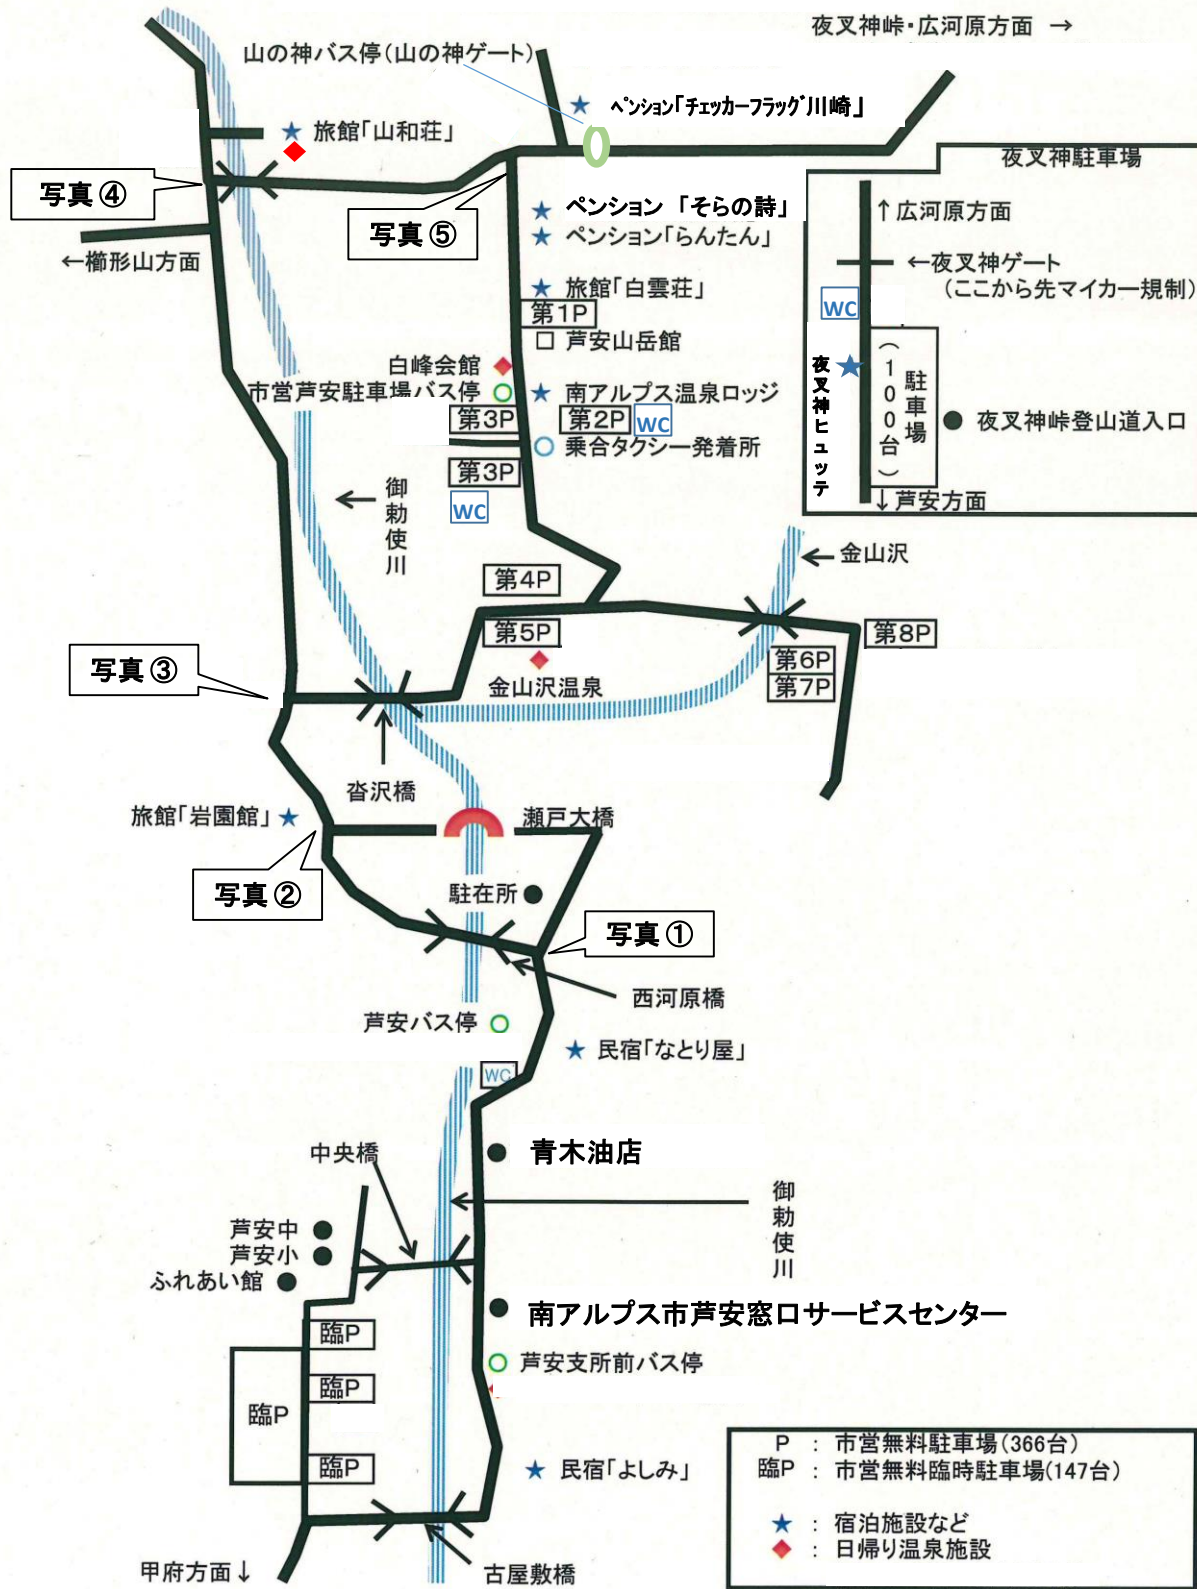 夜叉神峠・広河原方面 →
山の神バス停(山の神ゲート)
ペンション「チェッカーフラッグ川崎」
旅館「山和荘」
夜叉神駐車場
写真④
ペンション 「そらの詩」
↑広河原方面
写真⑤
ペンション「らんたん」
←櫛形山方面
←夜叉神ゲート
(ここから先マイカー規制)
旅館「白雲荘」
WC
第1P
芦安山岳館
白峰会館
夜叉神ヒュッテ
駐車場
(100台)
市営芦安駐車場バス停
南アルプス温泉ロッジ
第3P
第2P
WC
夜叉神峠登山道入口
乗合タクシー発着所
第3P
WC
御勅使川
↓芦安方面
金山沢
第4P
第5P
第8P
写真③
第6P
第7P
金山沢温泉
沓沢橋
旅館「岩園館」
瀬戸大橋
写真②
駐在所
写真①
西河原橋
芦安バス停
民宿「なとり屋」
WC
青木油店
中央橋
御勅使川
芦安中
芦安小
ふれあい館
南アルプス市芦安窓口サービスセンター
臨P
芦安支所前バス停
臨P
臨P
臨P
民宿「よしみ」
P : 市営無料駐車場(366台)
臨P : 市営無料臨時駐車場(147台)
★ : 宿泊施設など
◆ : 日帰り温泉施設
甲府方面↓
古屋敷橋